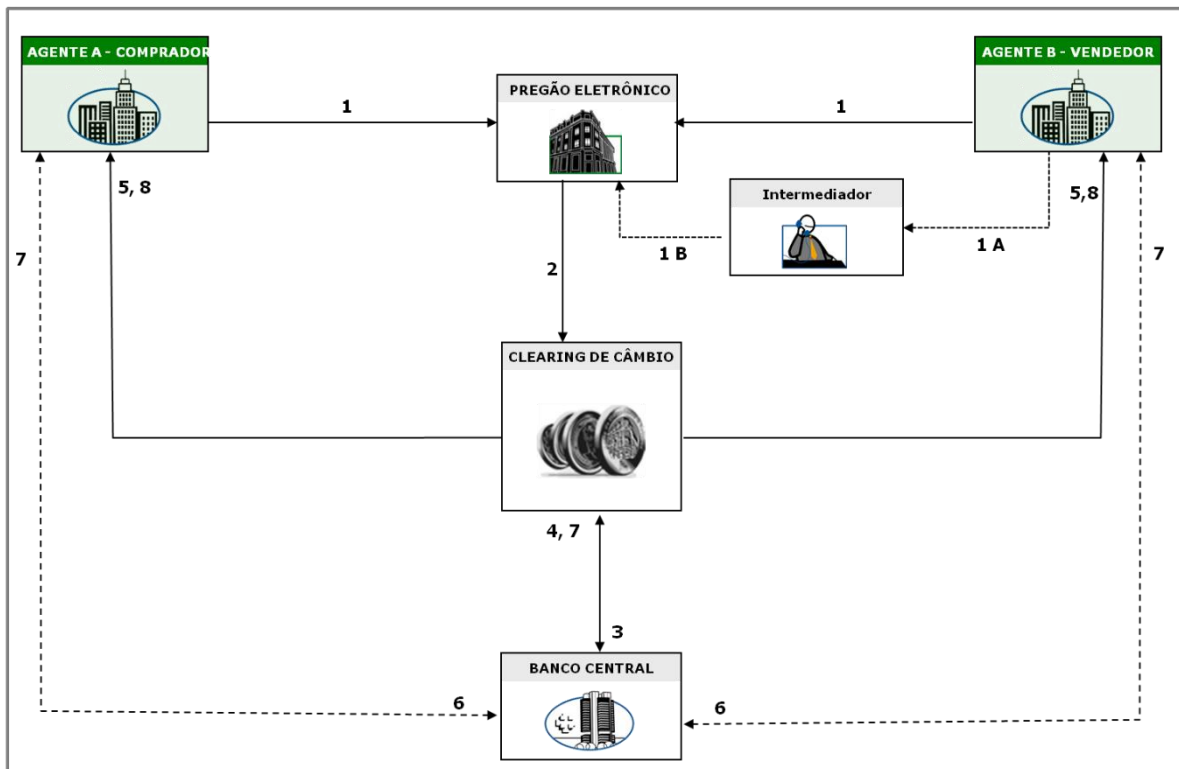 AGENTE A - COMPRADOR
AGENTE B - VENDEDOR
PREGÃO ELETRÔNICO
1
1
Intermediador
5, 8
5,8
1 B
1 A
7
2
7
CLEARING DE CÂMBIO
4, 7
3
BANCO CENTRAL
6
6